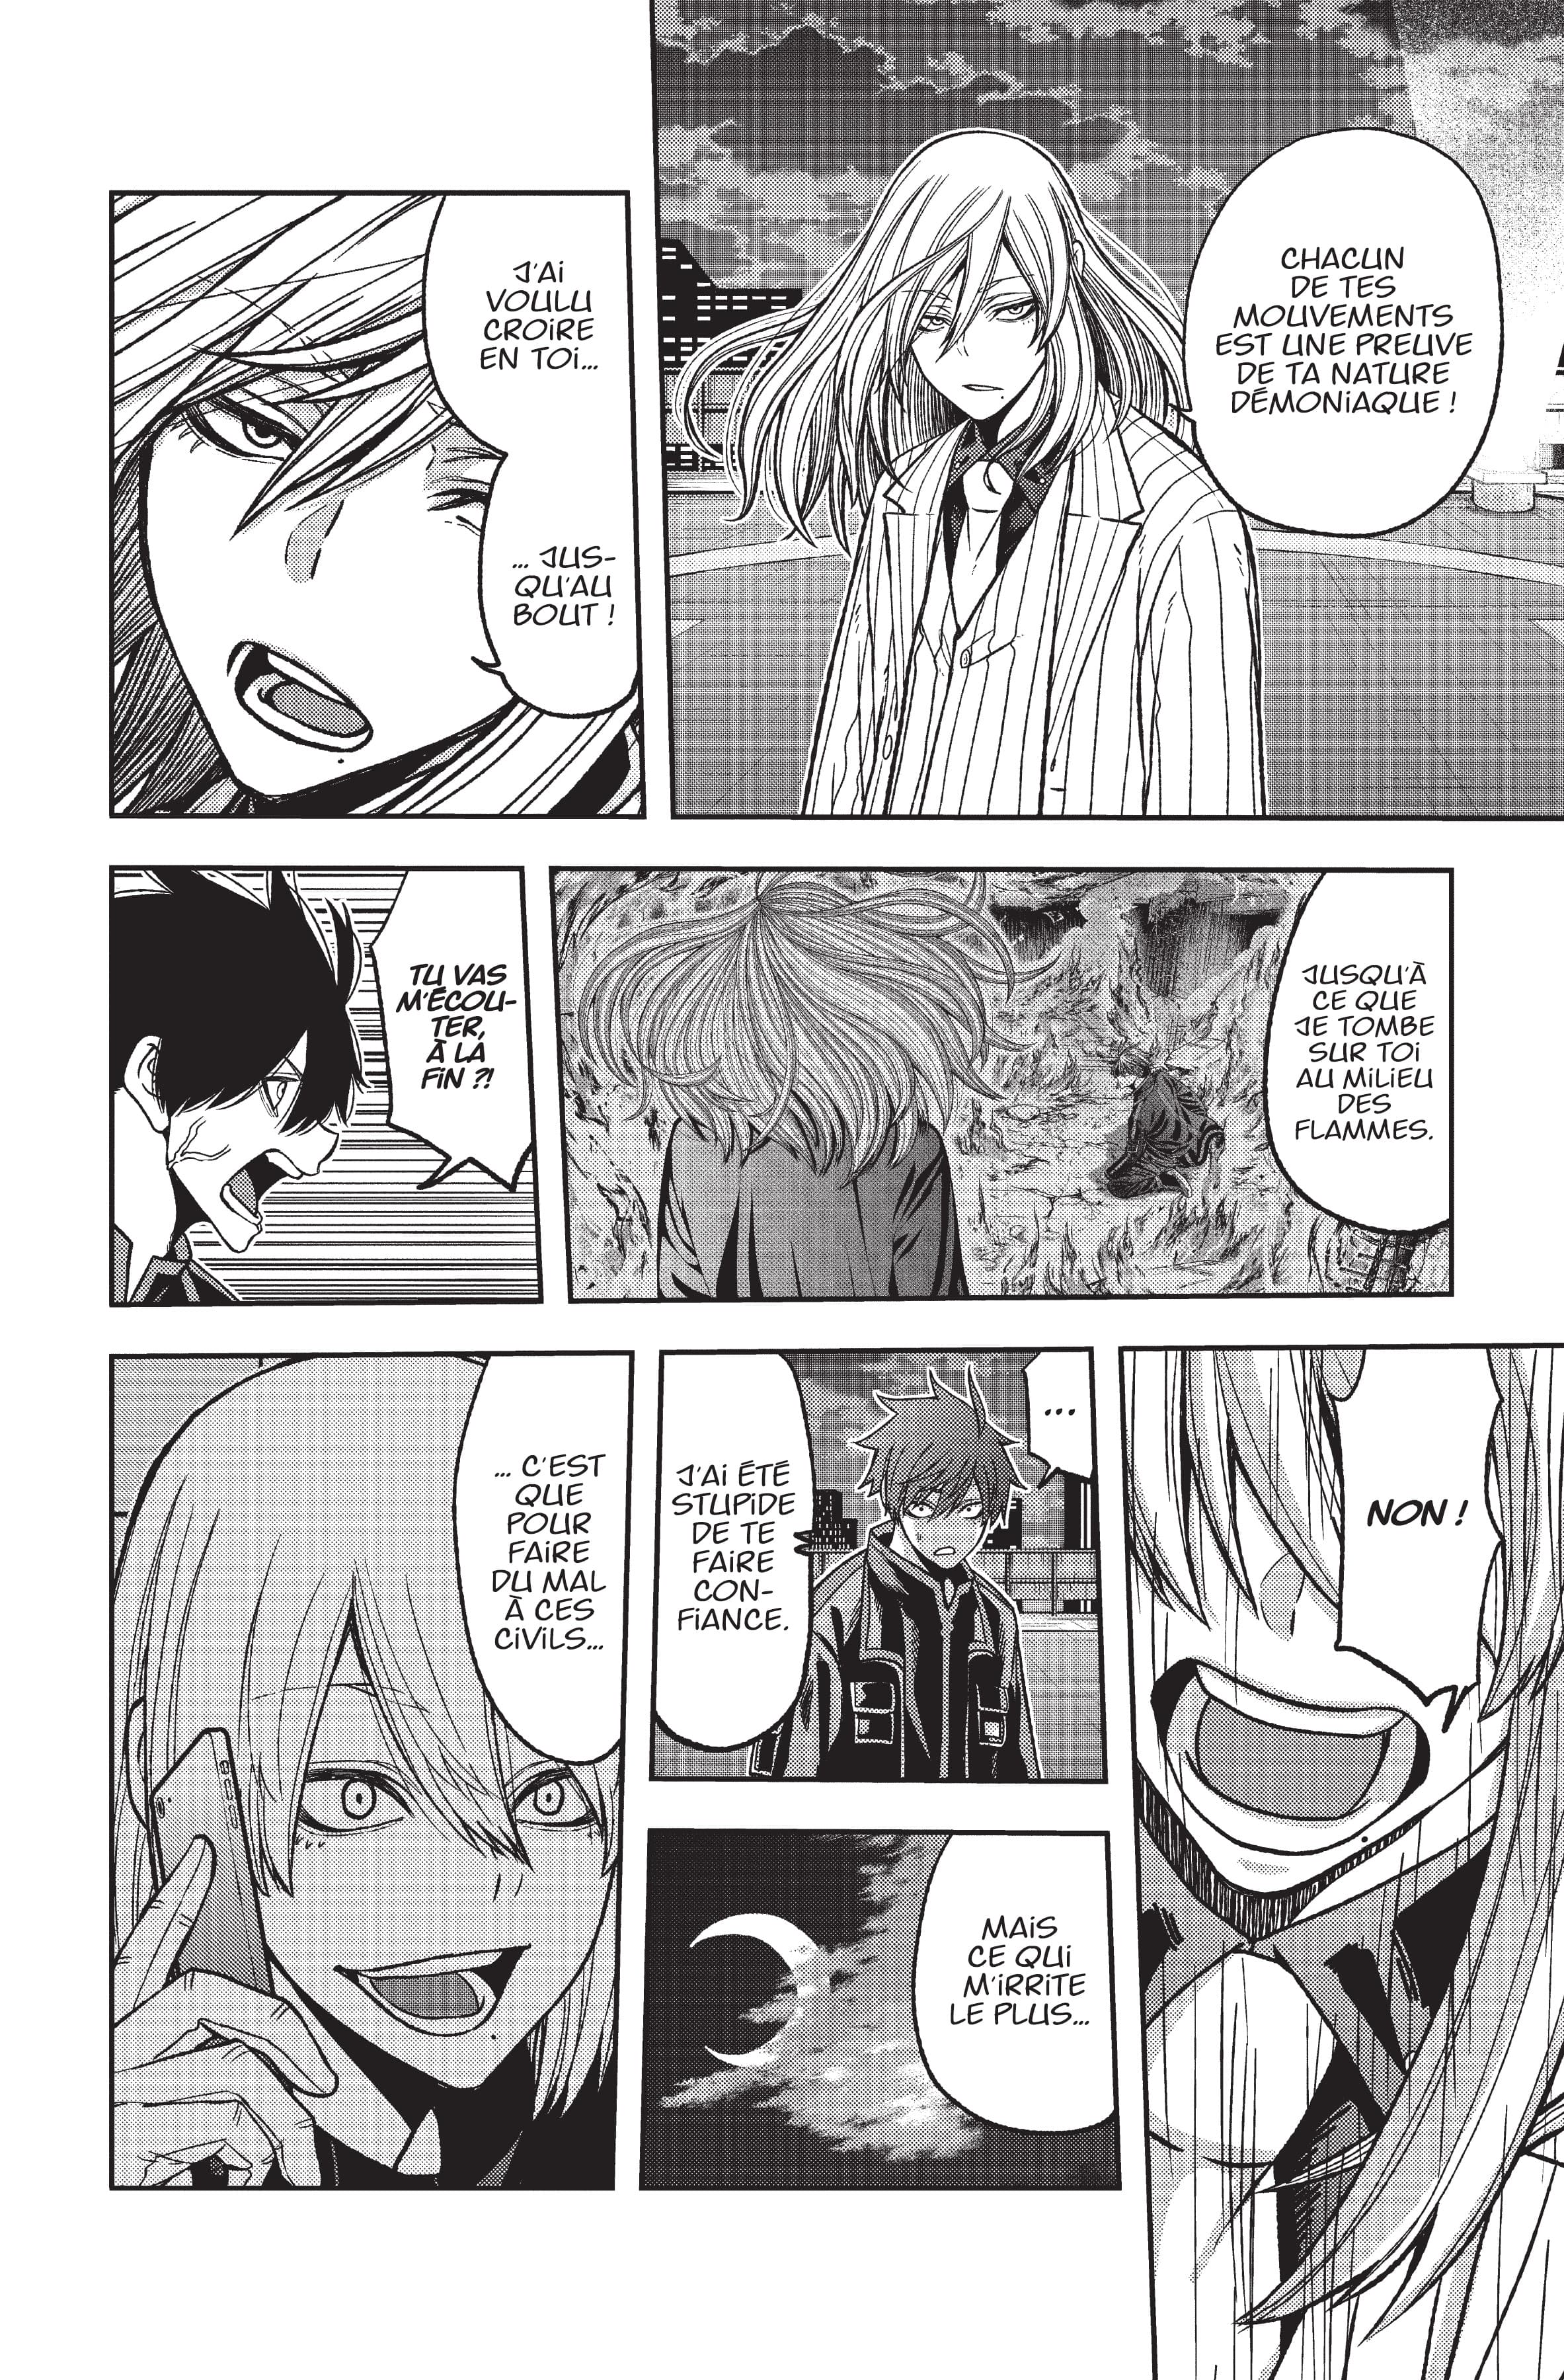 CHACUN
DE TES
MOUVEMENTS
EST UNE PREUVE
DE TA NATURE
DÉMONIAQUE !
J'AI
VOULU
CROIRE
EN TOI...
... JUS-
QU'AU
BOUT !
JUSQU'À
CE QUE
JE TOMBE
SUR TOI
AU MILIEU
DES
FLAMMES.
TU VAS
M'ÉCOU-
TER,
À LA
FIN ?!
NON !
...
J'AI ÉTÉ
STUPIDE
DE TE
FAIRE
CON-
FIANCE.
MAIS
CE QUI
M'IRRITE
LE PLUS...
... C'EST
QUE
POUR
FAIRE
DU MAL
À CES
CIVILS...